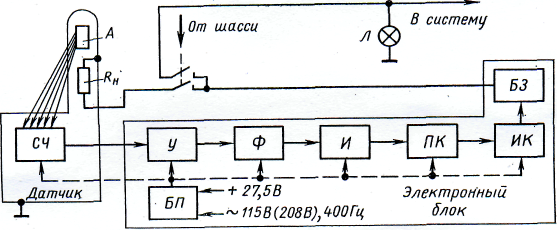 От шасси
В систему
А
Л
Rн
БЗ
СЧ
У
Ф
И
ПК
ИК
Датчик
БП
+ 27,5В
~ 115В (208В), 400Гц
Электронный
блок